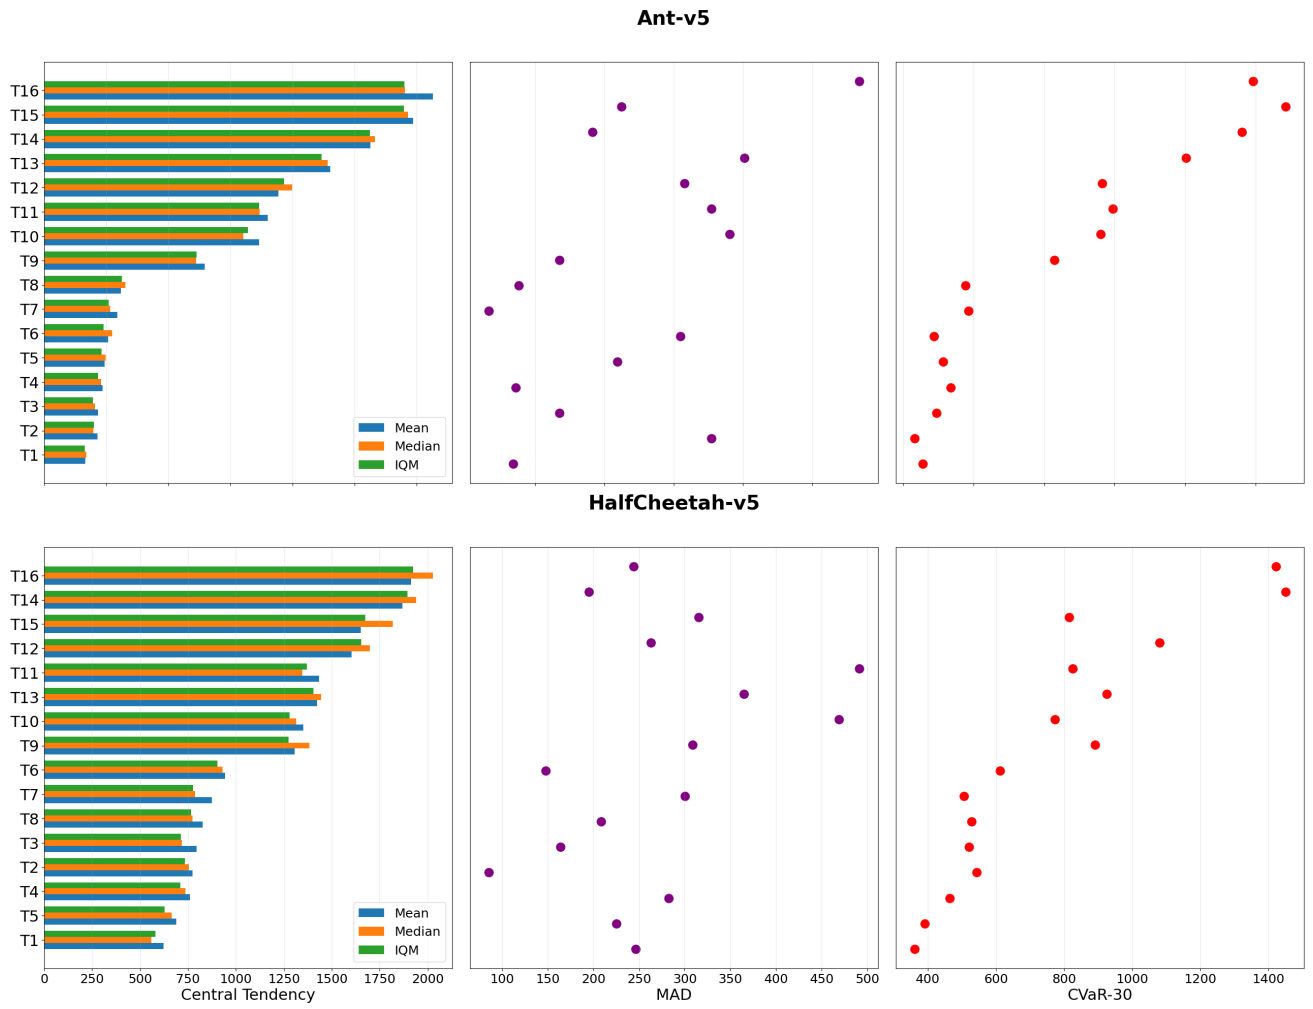 Ant-v5
T16
T15
T14
T13
T12
T11
T10
T9
T8
T7
T6
T5
T4
T3
T2
T1
Mean
Median
IQM
HalfCheetah-v5
T16
T14
T15
T12
T11
T13
T10
T9
T6
T7
T8
T3
T2
T4
T5
T1
Mean
Median
IQM
0 250 500 750 1000 1250 1500 1750 2000
Central Tendency
100 150 200 250 300 350 400 450 500
MAD
400 600 800 1000 1200 1400
CVaR-30